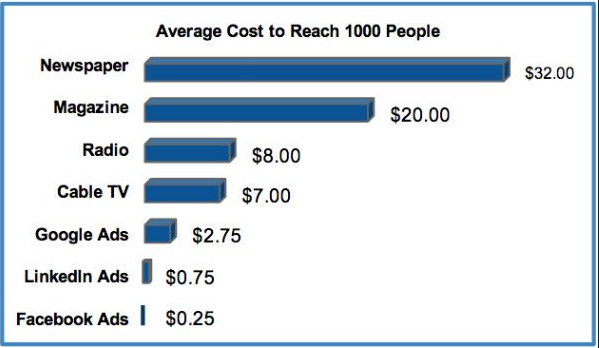 Average Cost to Reach 1000 People
Newspaper $32.00
Magazine $20.00
Radio $8.00
Cable TV $7.00
Google Ads $2.75
LinkedIn Ads $0.75
Facebook Ads $0.25